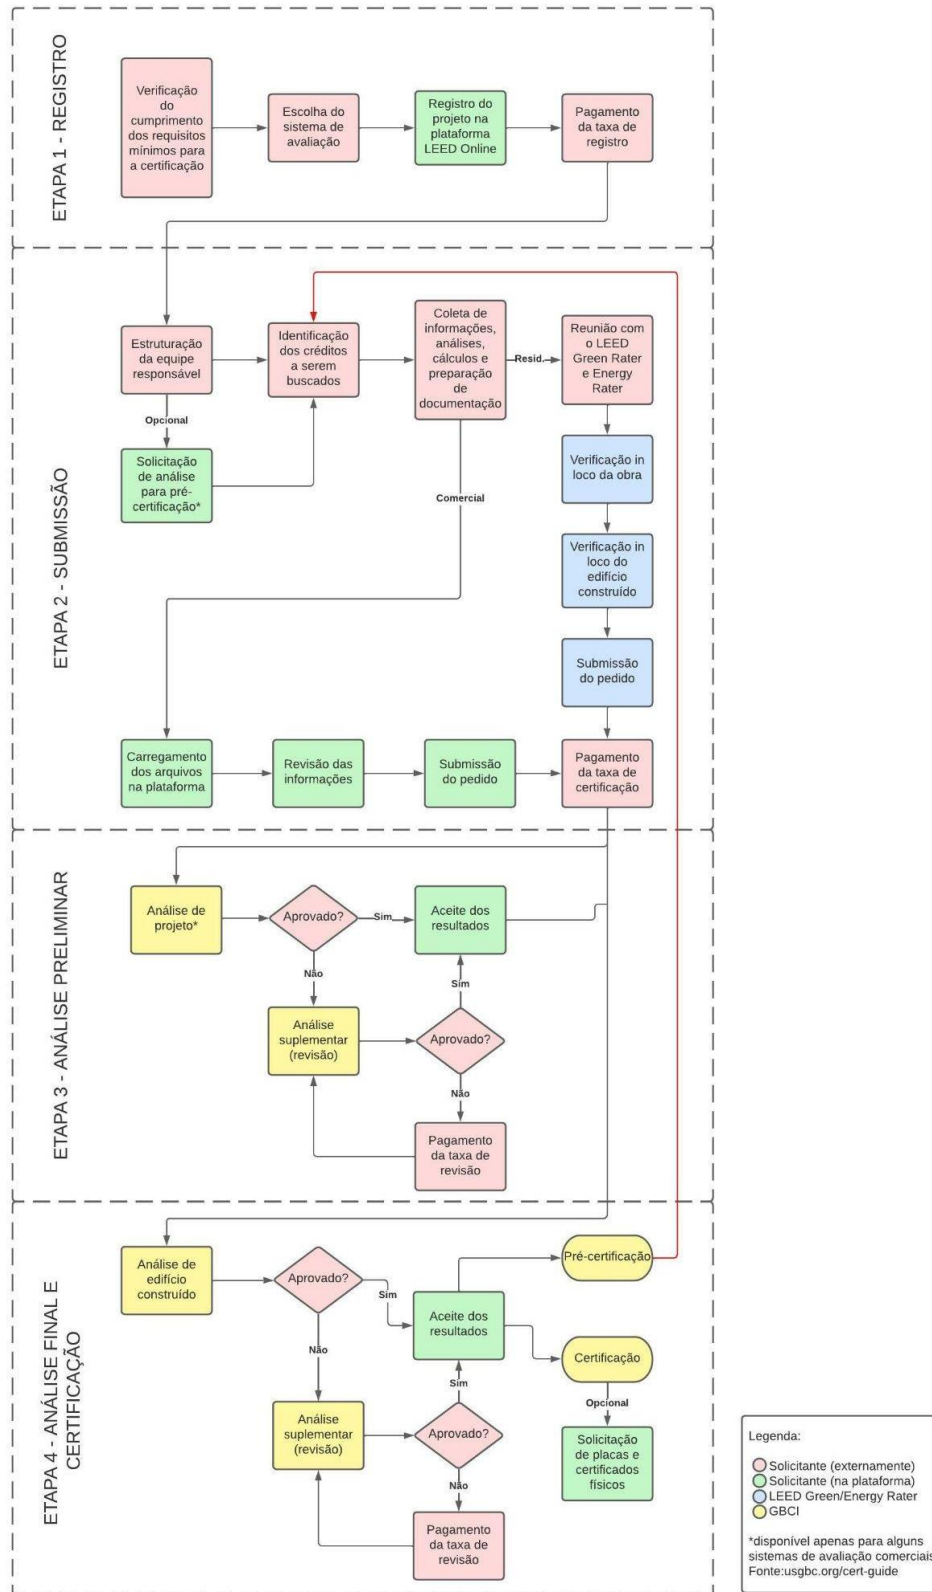 ETAPA 1 - REGISTRO
Verificação
do
cumprimento
dos requisitos
mínimos para
a certificação
Escolha do
sistema de
avaliação
Registro do
projeto na
plataforma
LEED Online
Pagamento
da taxa de
registro
ETAPA 2 - SUBMISSÃO
Estruturação
da equipe
responsável
Identificação
dos créditos
a serem
buscados
Coleta de
informações,
análises,
cálculos e
preparação
de
documentação
Resid.
Reunião com
o LEED
Green Rater
e Energy
Rater
Opcional
Solicitação
de análise
para pré-
certificação*
Comercial
Verificação in
loco da obra
Verificação in
loco do
edifício
construído
Submissão
do pedido
Carregamento
dos arquivos
na plataforma
Revisão das
informações
Submissão
do pedido
Pagamento
da taxa de
certificação
ETAPA 3 - ANÁLISE PRELIMINAR
Análise de
projeto*
Aprovado?
Sim
Aceite dos
resultados
Não
Sim
Análise
suplementar
(revisão)
Aprovado?
Não
Pagamento
da taxa de
revisão
ETAPA 4 - ANÁLISE FINAL E
CERTIFICAÇÃO
Análise de
edifício
construído
Aprovado?
Sim
Aceite dos
resultados
Pré-certificação
Certificação
Não
Sim
Opcional
Análise
suplementar
(revisão)
Aprovado?
Solicitação
de placas e
certificados
físicos
Não
Pagamento
da taxa de
revisão
Legenda:
Solicitante (externamente)
Solicitante (na plataforma)
LEED Green/Energy Rater
GBCI
*disponível apenas para alguns
sistemas de avaliação comerciais
Fonte:usgbc.org/cert-guide